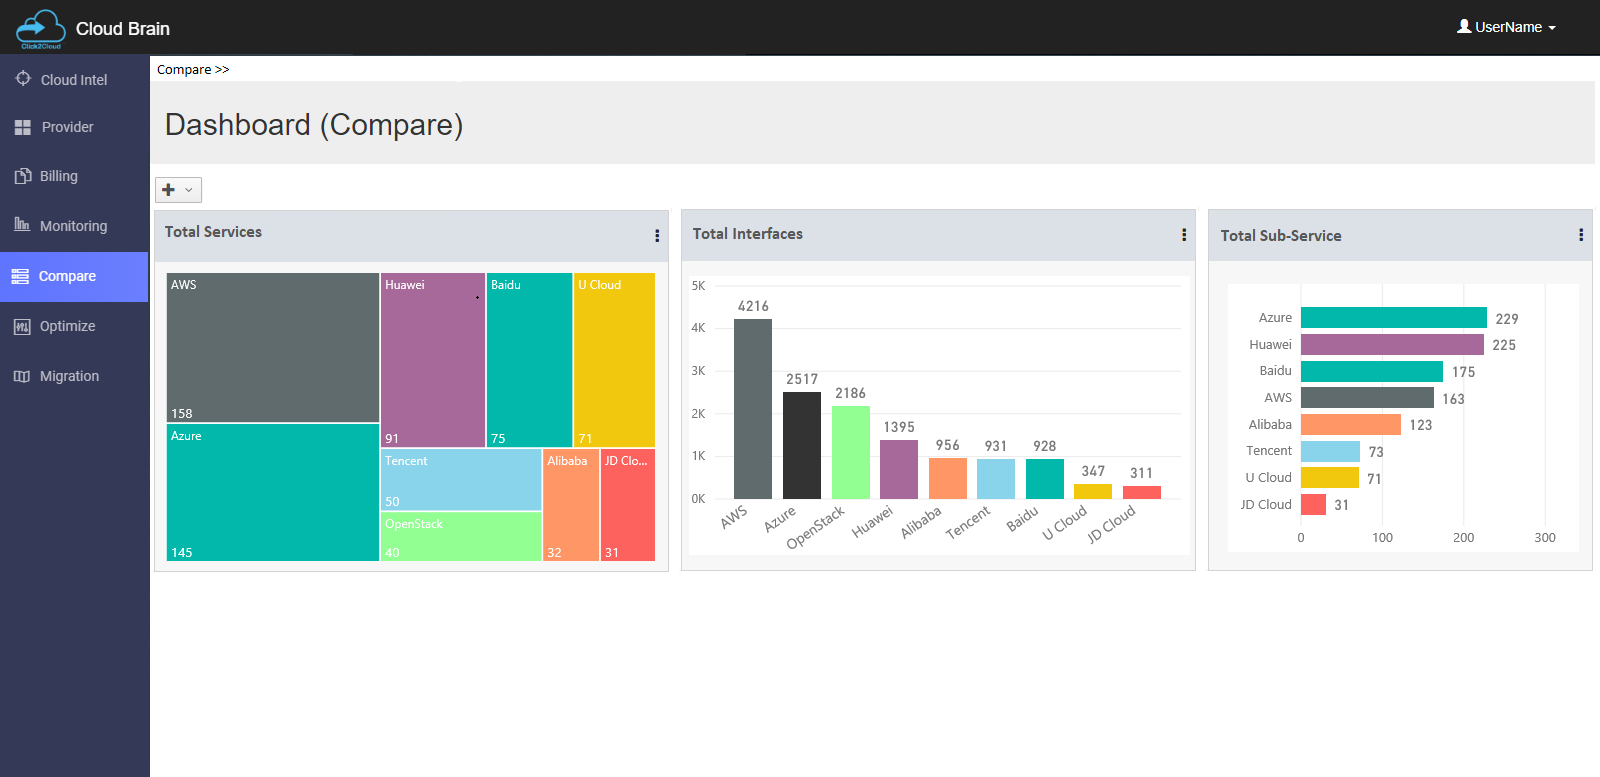 Click2Cloud
Cloud Brain
UserName
Cloud Intel
Provider
Billing
Monitoring
Compare
Optimize
Migration
Compare >>
Dashboard (Compare)
Total Services
AWS
158
Azure
145
Huawei
91
Baidu
75
U Cloud
71
Tencent
50
OpenStack
40
Alibaba
32
JD Clo...
31
Total Interfaces
5K
4K
3K
2K
1K
0K
4216
2517
2186
1395
956
931
928
347
311
AWS
Azure
OpenStack
Huawei
Alibaba
Tencent
Baidu
U Cloud
JD Cloud
Total Sub-Service
Azure 229
Huawei 225
Baidu 175
AWS 163
Alibaba 123
Tencent 73
U Cloud 71
JD Cloud 31
0 100 200 300